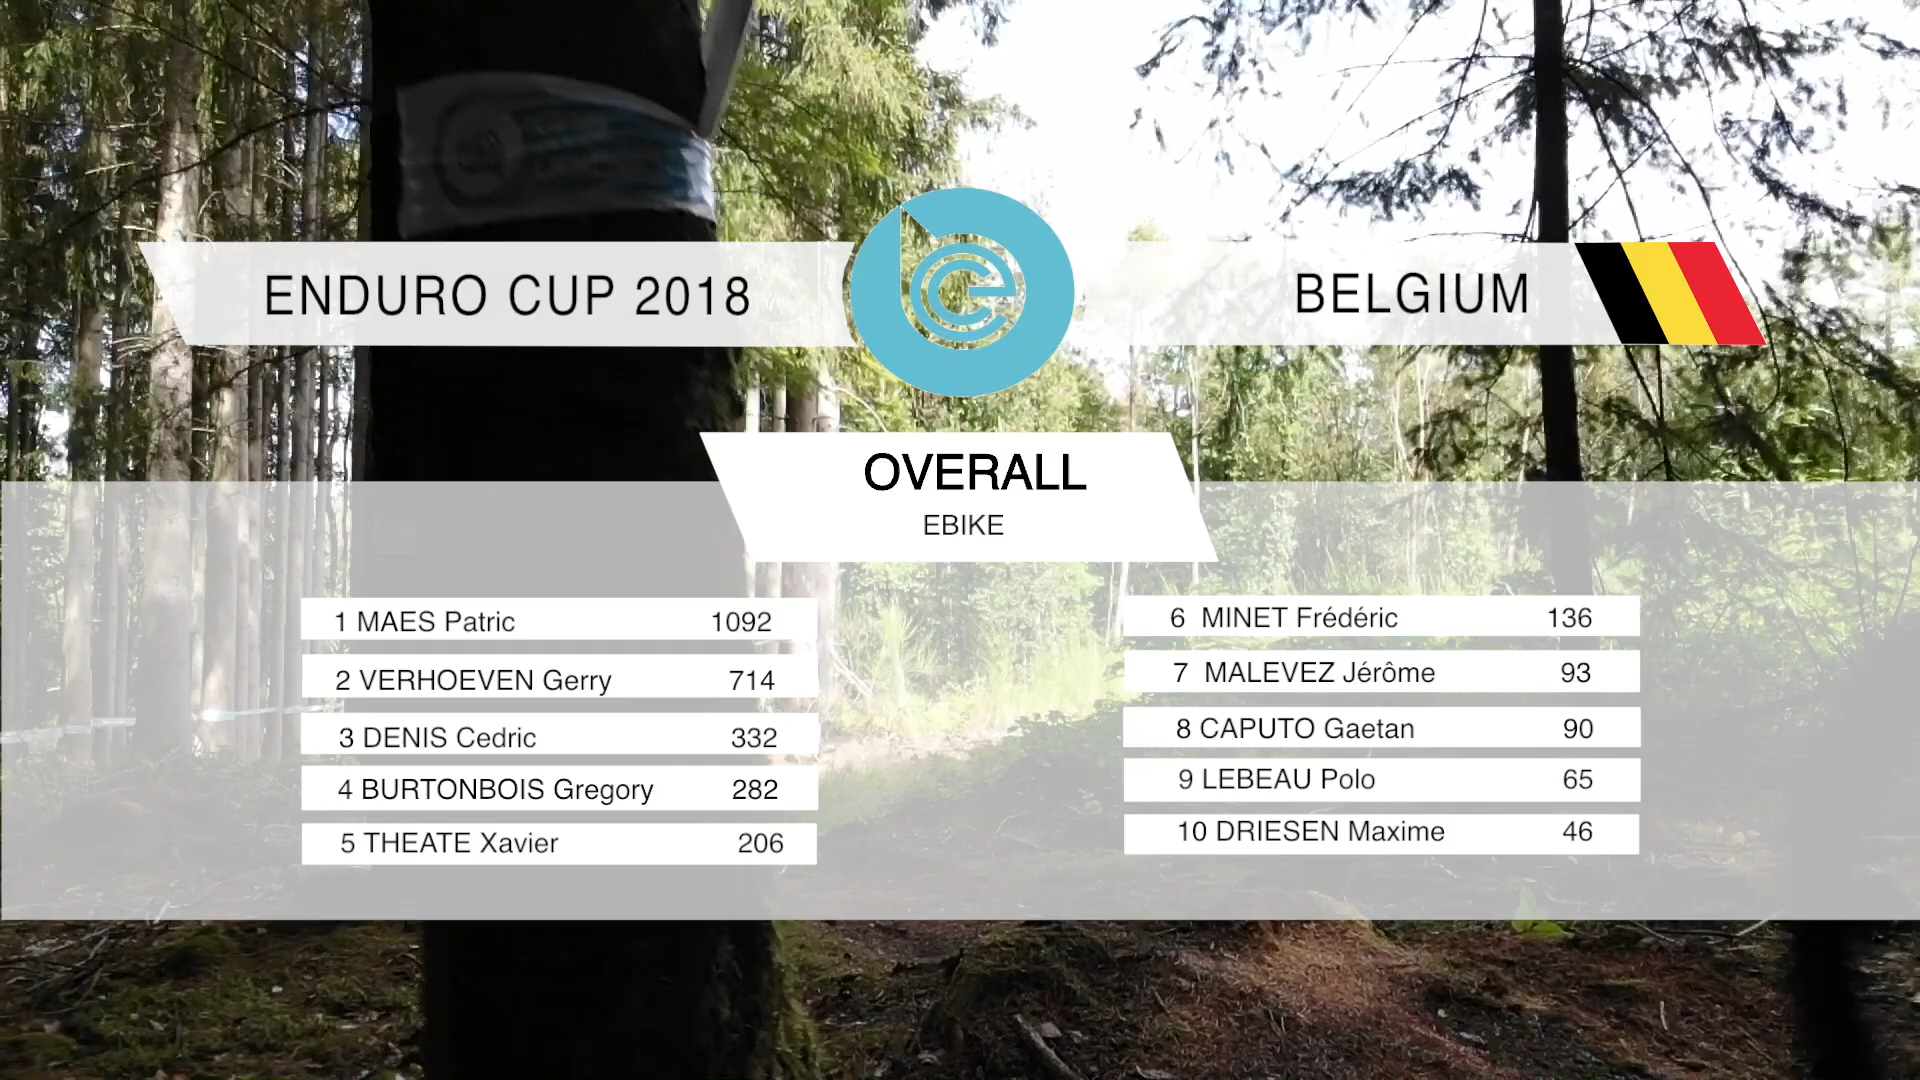 ENDURO CUP 2018
BELGIUM
OVERALL
EBIKE
1 MAES Patric 1092
2 VERHOEVEN Gerry 714
3 DENIS Cedric 332
4 BURTONBOIS Gregory 282
5 THEATE Xavier 206
6 MINET Frédéric 136
7 MALEVEZ Jérôme 93
8 CAPUTO Gaetan 90
9 LEBEAU Polo 65
10 DRIESEN Maxime 46